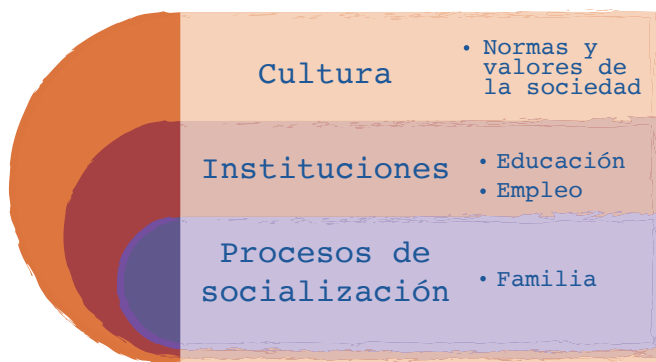 Cultura
• Normas y
valores de
la sociedad
Instituciones
• Educación
• Empleo
Procesos de
socialización
• Familia